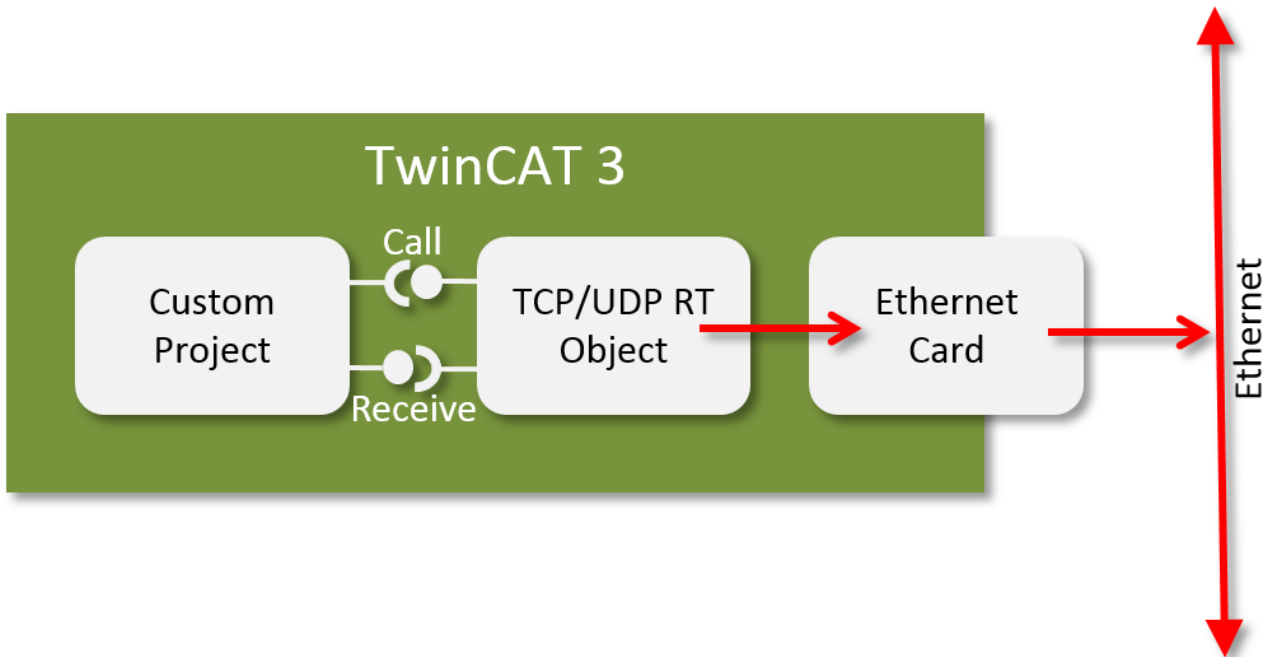 TwinCAT 3
Call
Custom
Project
TCP/UDP RT
Object
Ethernet
Card
Receive
Ethernet